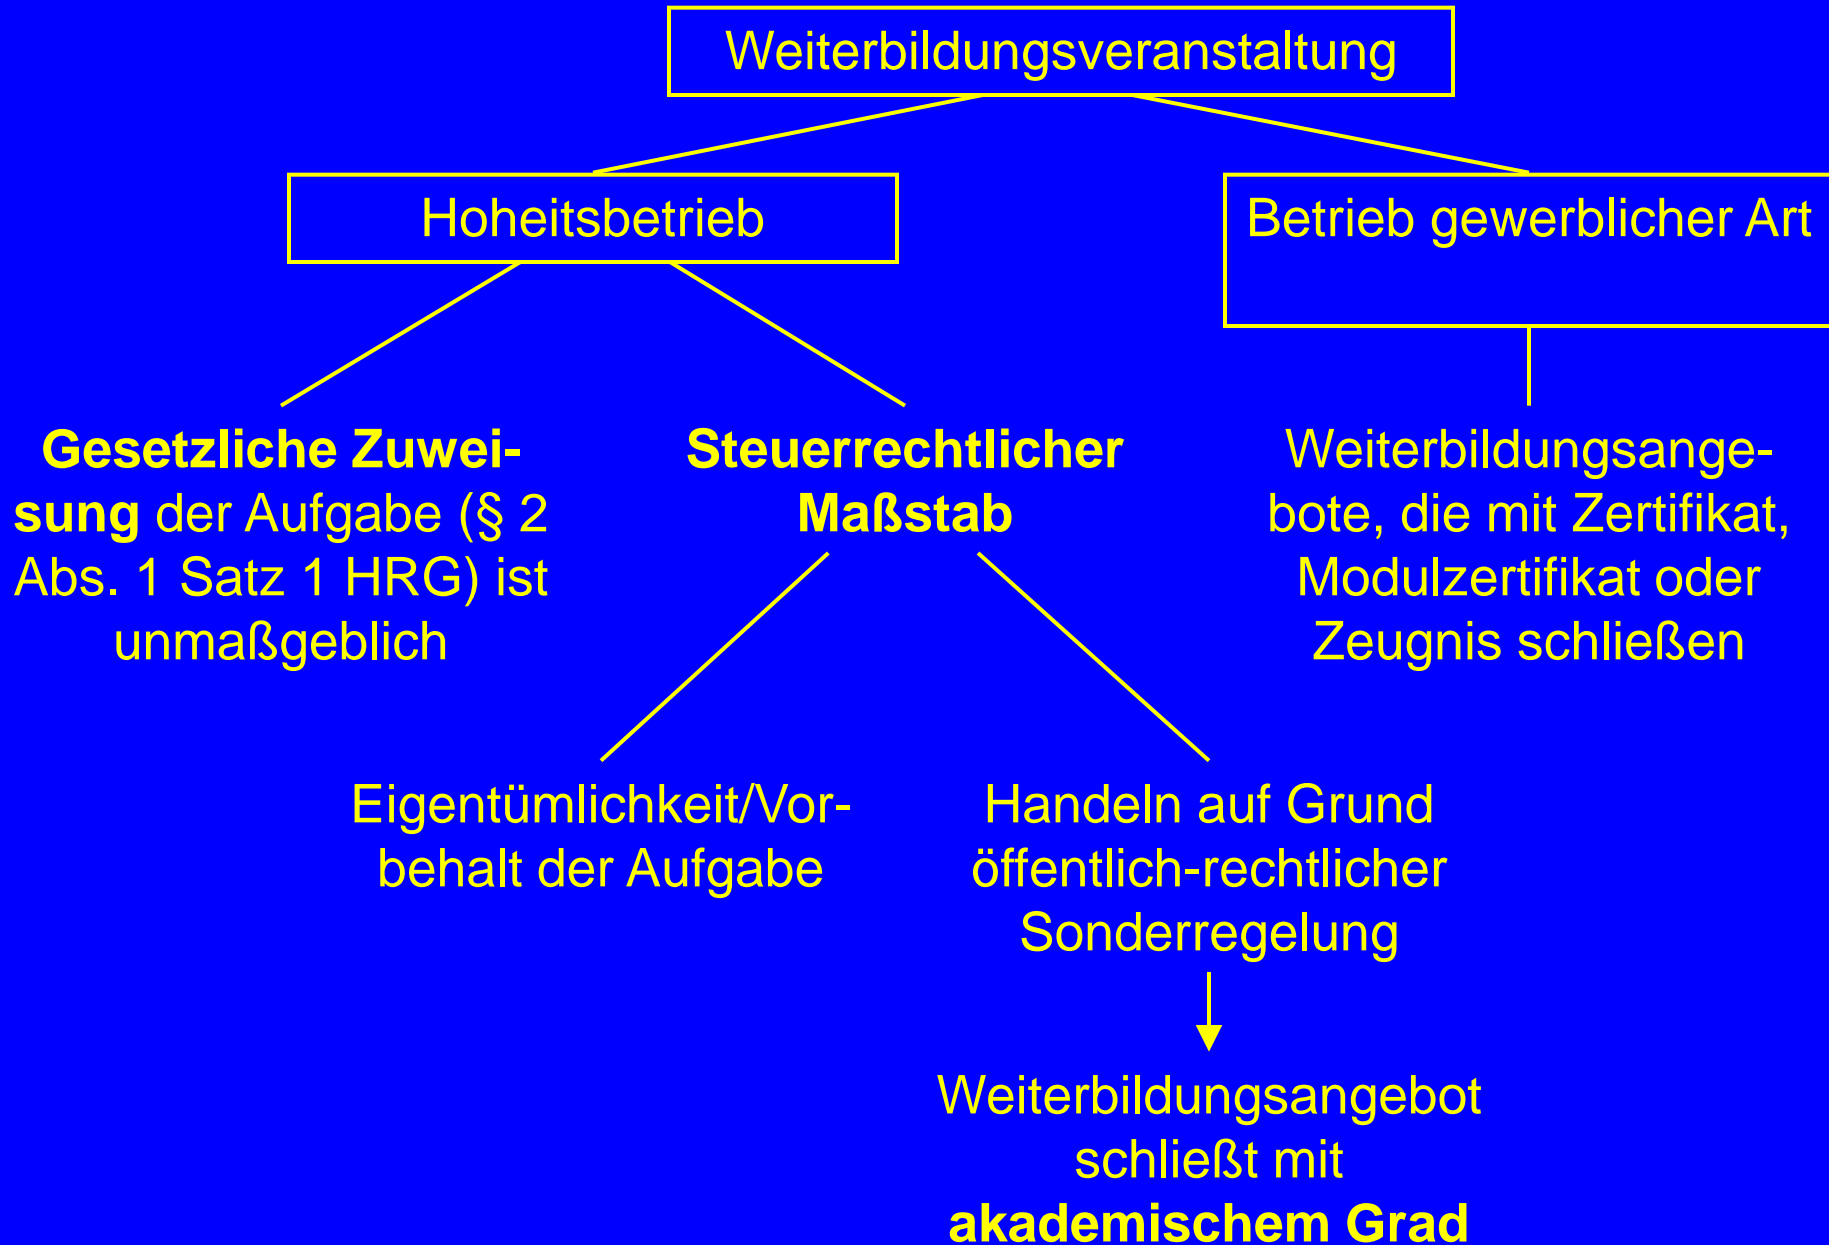 Weiterbildungsveranstaltung
Hoheitsbetrieb
Betrieb gewerblicher Art
Gesetzliche Zuwei-
sung der Aufgabe (§ 2
Abs. 1 Satz 1 HRG) ist
unmaßgeblich
Steuerrechtlicher
Maßstab
Weiterbildungsange-
bote, die mit Zertifikat,
Modulzertifikat oder
Zeugnis schließen
Eigentümlichkeit/Vor-
behalt der Aufgabe
Handeln auf Grund
öffentlich-rechtlicher
Sonderregelung
Weiterbildungsangebot
schließt mit
akademischem Grad